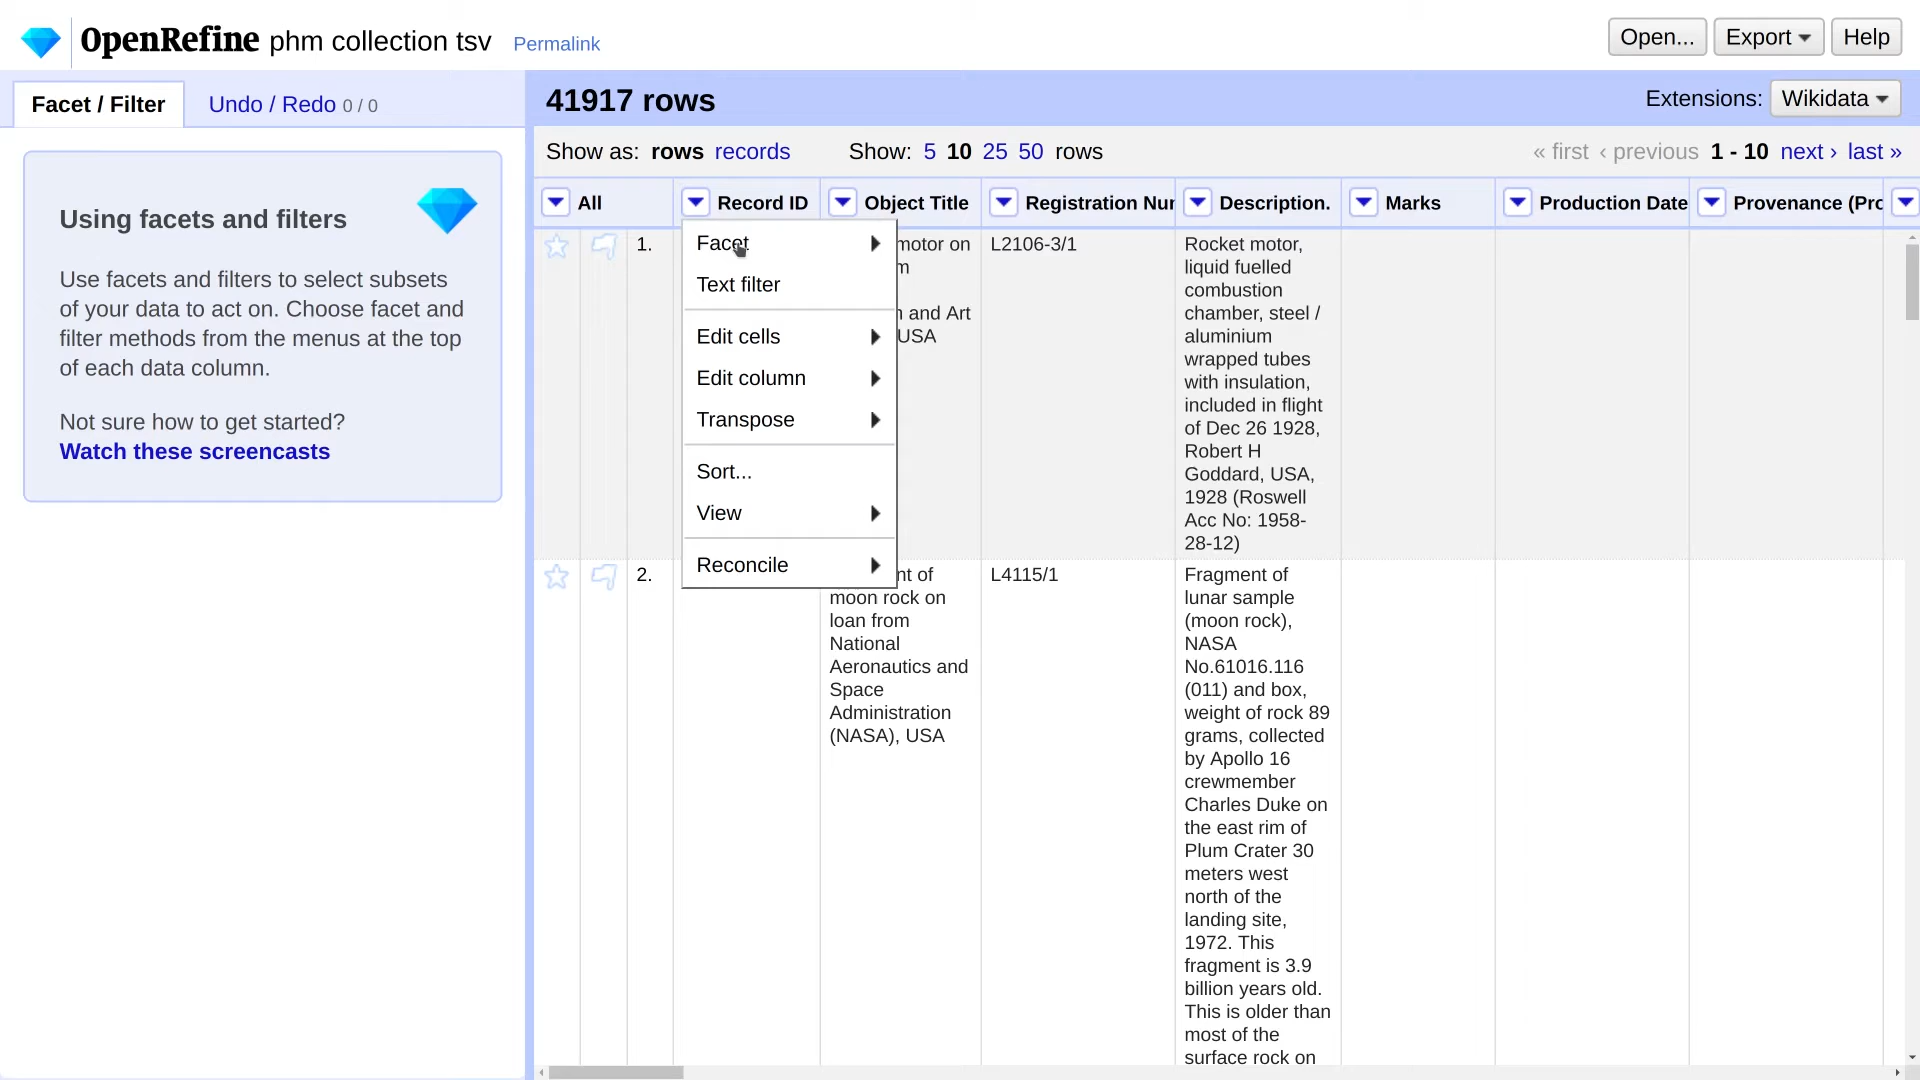 OpenRefine phm collection tsv Permalink
Open... Export Help
Facet / Filter Undo / Redo 0 / 0
41917 rows
Extensions: Wikidata
Show as: rows records Show: 5 10 25 50 rows
« first ‹ previous 1 - 10 next › last »
Using facets and filters
Use facets and filters to select subsets
of your data to act on. Choose facet and
filter methods from the menus at the top
of each data column.
Not sure how to get started?
Watch these screencasts
All Record ID Object Title Registration Nur Description. Marks Production Date Provenance (Prc
Facet
Text filter
Edit cells
Edit column
Transpose
Sort...
View
Reconcile
1.
motor on
m
and Art
USA
L2106-3/1
Rocket motor,
liquid fuelled
combustion
chamber, steel /
aluminium
wrapped tubes
with insulation,
included in flight
of Dec 26 1928,
Robert H
Goddard, USA,
1928 (Roswell
Acc No: 1958-
28-12)
2.
nt of
moon rock on
loan from
National
Aeronautics and
Space
Administration
(NASA), USA
L4115/1
Fragment of
lunar sample
(moon rock),
NASA
No.61016.116
(011) and box,
weight of rock 89
grams, collected
by Apollo 16
crewmember
Charles Duke on
the east rim of
Plum Crater 30
meters west
north of the
landing site,
1972. This
fragment is 3.9
billion years old.
This is older than
most of the
surface rock on